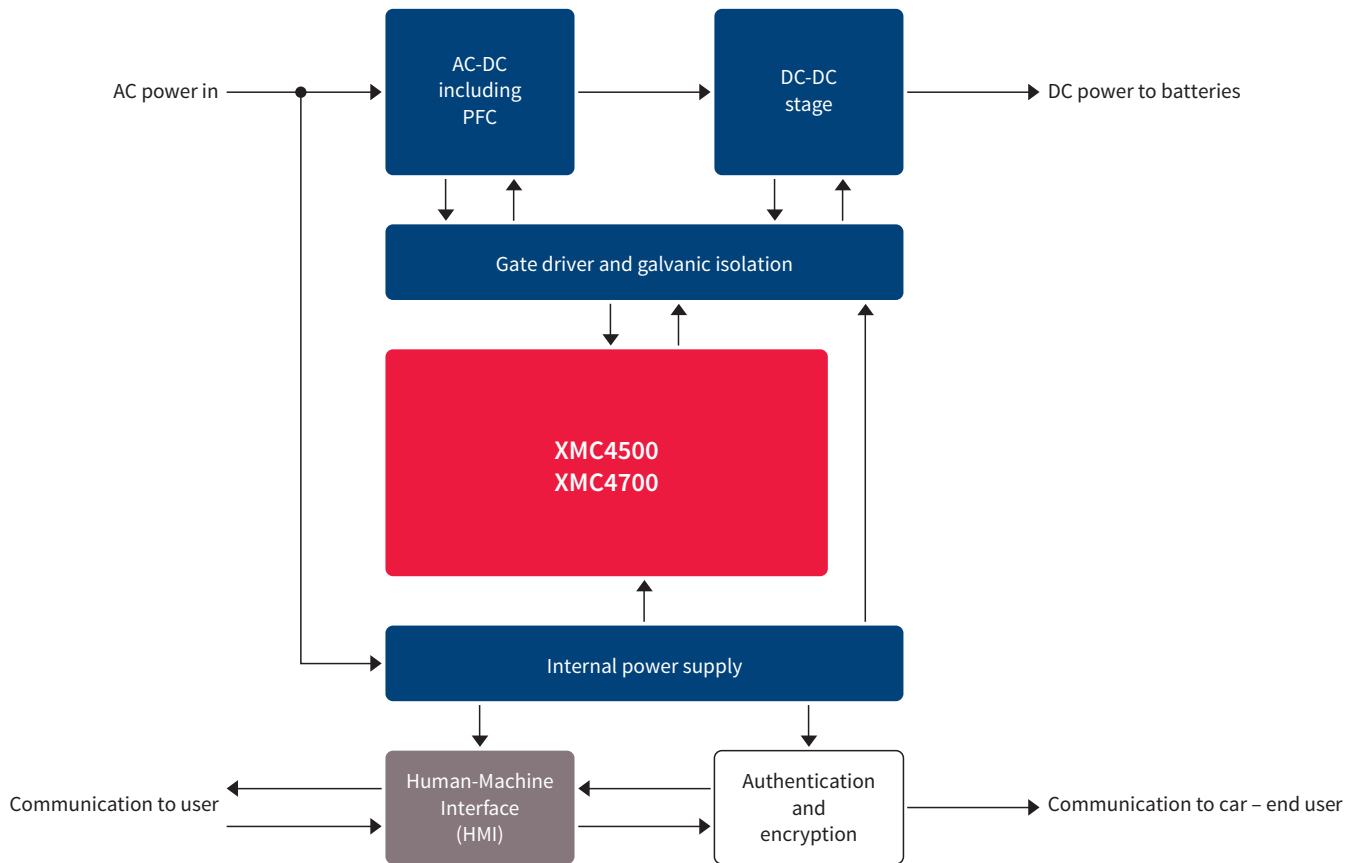 AC power in
AC-DC
including
PFC
DC-DC
stage
DC power to batteries
Gate driver and galvanic isolation
XMC4500
XMC4700
Internal power supply
Communication to user
Human-Machine
Interface
(HMI)
Authentication
and
encryption
Communication to car – end user